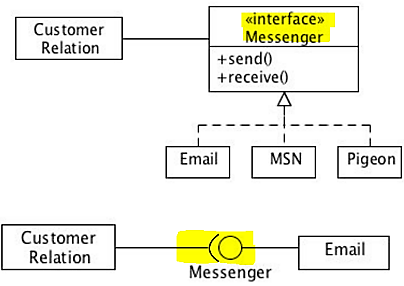 «interface»
Customer
Relation
Messenger
+send()
+receive()
Email
MSN
Pigeon
Customer
Relation
Messenger
Email